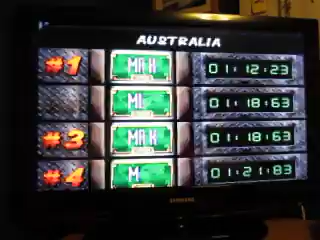 AUSTRALIA
#1 MAX 01:12:23
ML 01:18:63
#3 MAX 01:18:63
#4 M 01:21:83
SAMSUNG